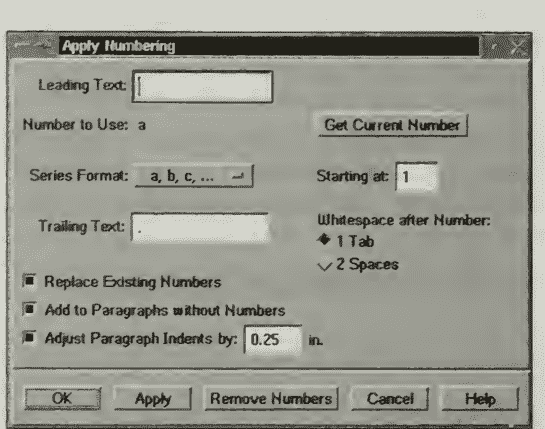 Apply Numbering
Leading Text:
Number to Use: a
Get Current Number
Series Format: a, b, c, ...
Starting at: 1
Trailing Text: .
Whitespace after Number:
1 Tab
2 Spaces
Replace Existing Numbers
Add to Paragraphs without Numbers
Adjust Paragraph Indents by: 0.25 in.
OK Apply Remove Numbers Cancel Help